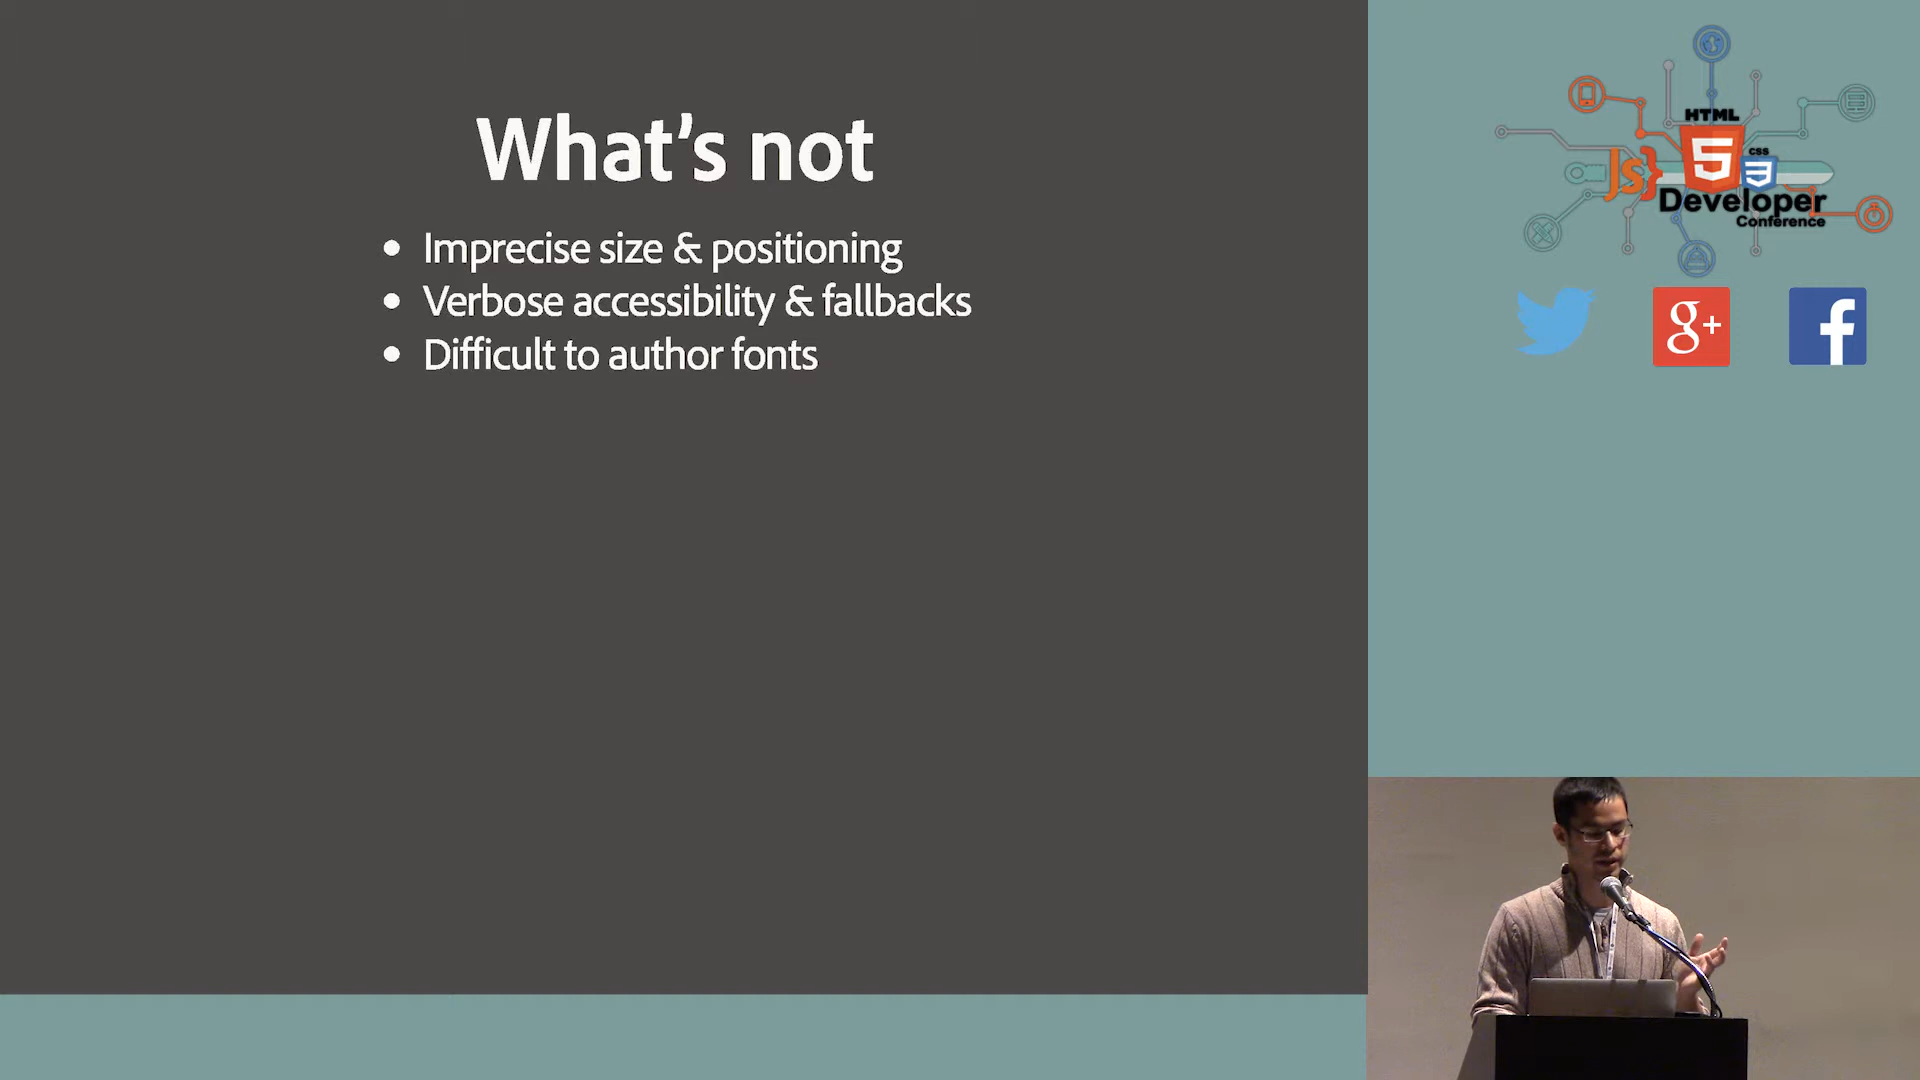 What's not
• Imprecise size & positioning
• Verbose accessibility & fallbacks
• Difficult to author fonts
HTML
5
JS}
CSS
3
Developer
Conference
g+
f